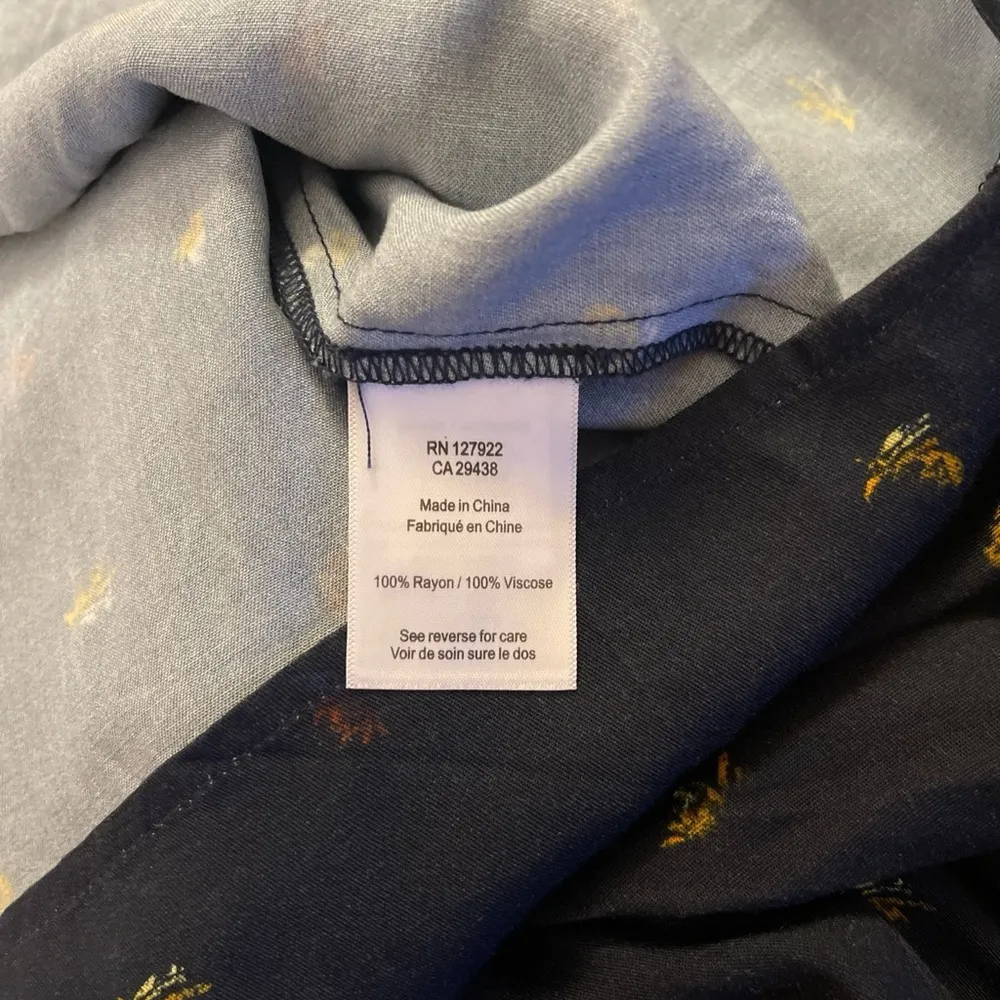 RN 127922
CA 29438
Made in China
Fabriqué en Chine
100% Rayon / 100% Viscose
See reverse for care
Voir de soin sure le dos